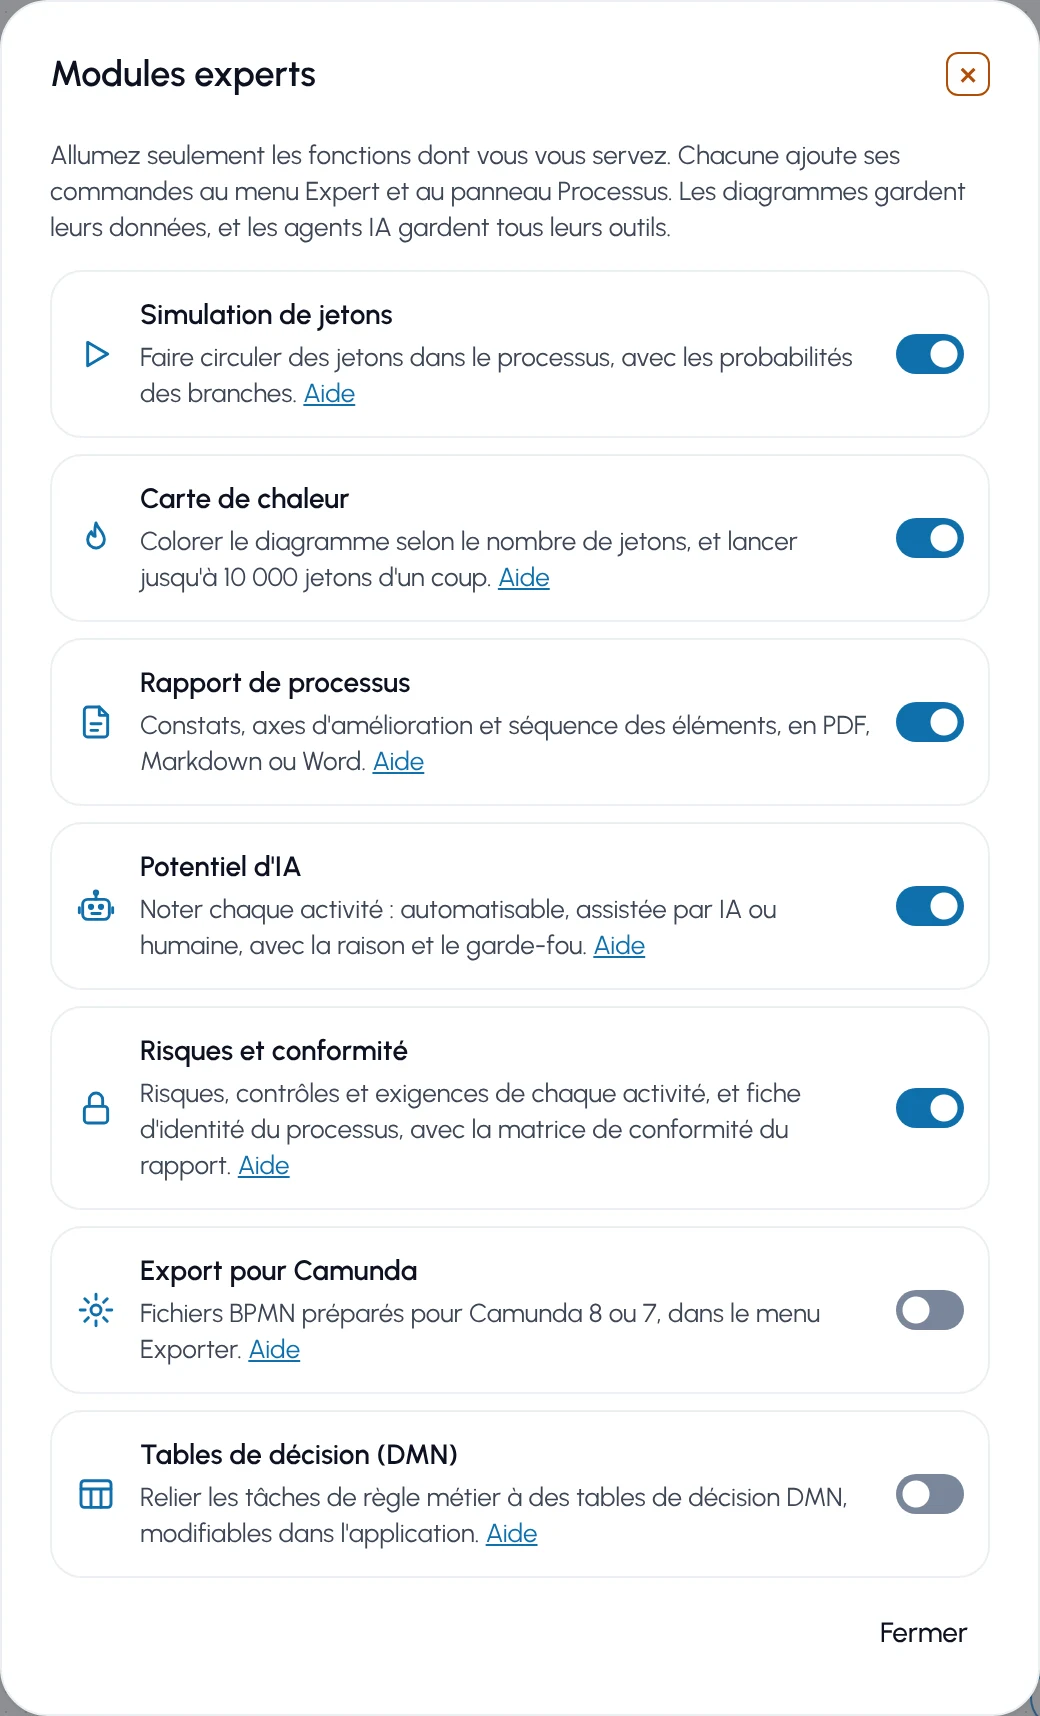 Modules experts
Allumez seulement les fonctions dont vous vous servez. Chacune ajoute ses
commandes au menu Expert et au panneau Processus. Les diagrammes gardent
leurs données, et les agents IA gardent tous leurs outils.
Simulation de jetons
Faire circuler des jetons dans le processus, avec les probabilités
des branches. Aide
Carte de chaleur
Colorer le diagramme selon le nombre de jetons, et lancer
jusqu'à 10 000 jetons d'un coup. Aide
Rapport de processus
Constats, axes d'amélioration et séquence des éléments, en PDF,
Markdown ou Word. Aide
Potentiel d'IA
Noter chaque activité : automatisable, assistée par IA ou
humaine, avec la raison et le garde-fou. Aide
Risques et conformité
Risques, contrôles et exigences de chaque activité, et fiche
d'identité du processus, avec la matrice de conformité du
rapport. Aide
Export pour Camunda
Fichiers BPMN préparés pour Camunda 8 ou 7, dans le menu
Exporter. Aide
Tables de décision (DMN)
Relier les tâches de règle métier à des tables de décision DMN,
modifiables dans l'application. Aide
Fermer